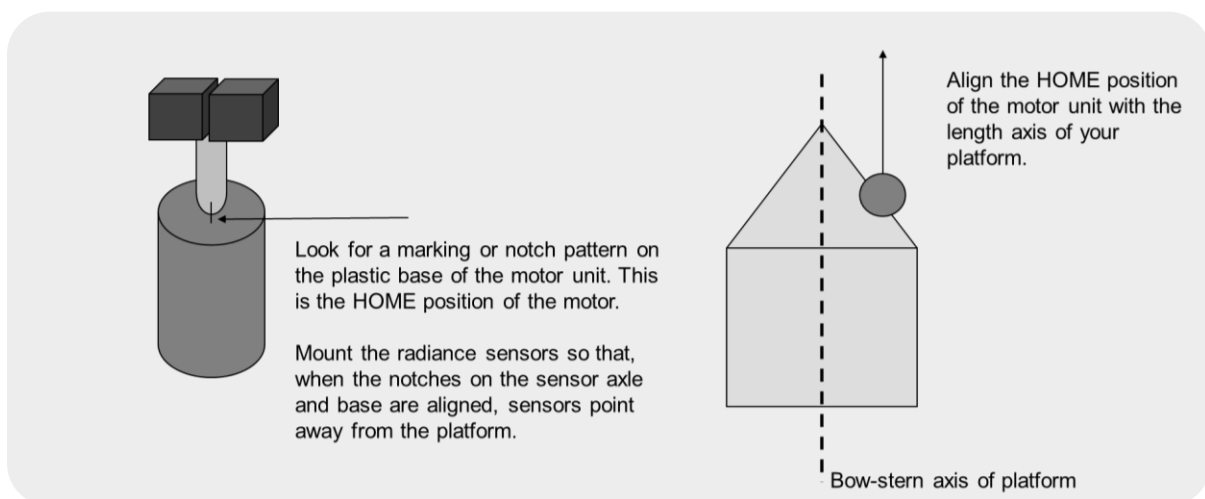 Look for a marking or notch pattern on
the plastic base of the motor unit. This
is the HOME position of the motor.
Mount the radiance sensors so that,
when the notches on the sensor axle
and base are aligned, sensors point
away from the platform.
Align the HOME position
of the motor unit with the
length axis of your
platform.
Bow-stern axis of platform